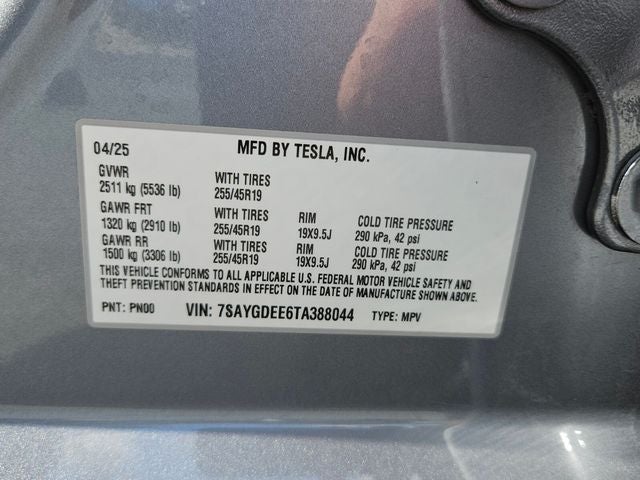 04/25 MFD BY TESLA, INC.
GVWR WITH TIRES
2511 kg (5536 lb) 255/45R19
GAWR FRT WITH TIRES RIM COLD TIRE PRESSURE
1320 kg (2910 lb) 255/45R19 19X9.5J 290 kPa, 42 psi
GAWR RR WITH TIRES RIM COLD TIRE PRESSURE
1500 kg (3306 lb) 255/45R19 19X9.5J 290 kPa, 42 psi
THIS VEHICLE CONFORMS TO ALL APPLICABLE U.S. FEDERAL MOTOR VEHICLE SAFETY AND
THEFT PREVENTION STANDARDS IN EFFECT ON THE DATE OF MANUFACTURE SHOWN ABOVE.
PNT: PN00 VIN: 7SAYGDEE6TA388044 TYPE: MPV